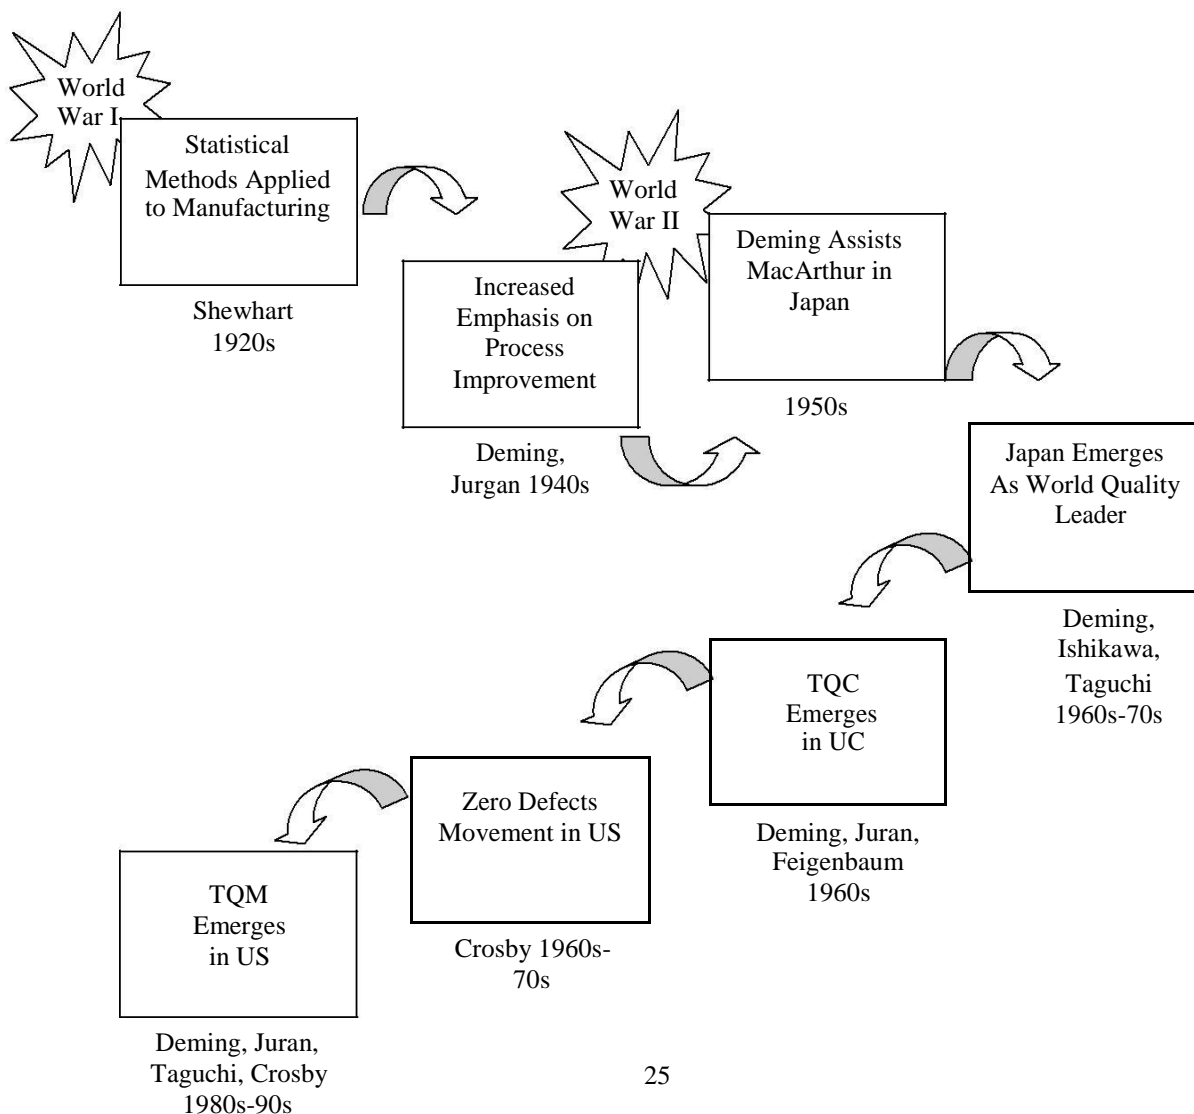 World
War I
Statistical
Methods Applied
to Manufacturing
Shewhart
1920s
Increased
Emphasis on
Process
Improvement
Deming,
Jurgan 1940s
World
War II
Deming Assists
MacArthur in
Japan
1950s
Japan Emerges
As World Quality
Leader
Deming,
Ishikawa,
Taguchi
1960s-70s
TQC
Emerges
in UC
Deming, Juran,
Feigenbaum
1960s
Zero Defects
Movement in US
Crosby 1960s-
70s
TQM
Emerges
in US
Deming, Juran,
Taguchi, Crosby
1980s-90s
25